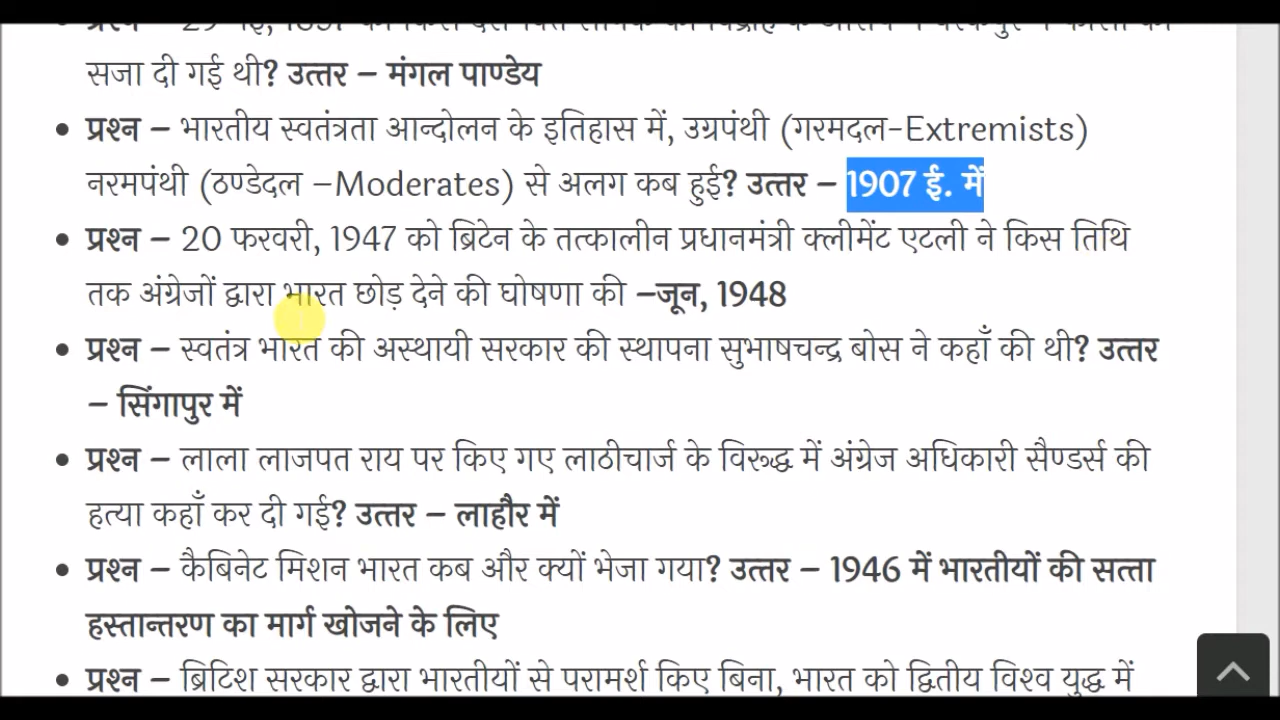 सजा दी गई थी? उत्तर – मंगल पाण्डेय
• प्रश्न – भारतीय स्वतंत्रता आन्दोलन के इतिहास में, उग्रपंथी (गरमदल-Extremists)
नरमपंथी (ठण्डेदल –Moderates) से अलग कब हुई? उत्तर – 1907 ई. में
• प्रश्न – 20 फरवरी, 1947 को ब्रिटेन के तत्कालीन प्रधानमंत्री क्लीमेंट एटली ने किस तिथि
तक अंग्रेजों द्वारा भारत छोड़ देने की घोषणा की –जून, 1948
• प्रश्न – स्वतंत्र भारत की अस्थायी सरकार की स्थापना सुभाषचन्द्र बोस ने कहाँ की थी? उत्तर
– सिंगापुर में
• प्रश्न – लाला लाजपत राय पर किए गए लाठीचार्ज के विरूद्ध में अंग्रेज अधिकारी सैण्डर्स की
हत्या कहाँ कर दी गई? उत्तर – लाहौर में
• प्रश्न – कैबिनेट मिशन भारत कब और क्यों भेजा गया? उत्तर – 1946 में भारतीयों की सत्ता
हस्तान्तरण का मार्ग खोजने के लिए
• प्रश्न – ब्रिटिश सरकार द्वारा भारतीयों से परामर्श किए बिना, भारत को द्वितीय विश्व युद्ध में